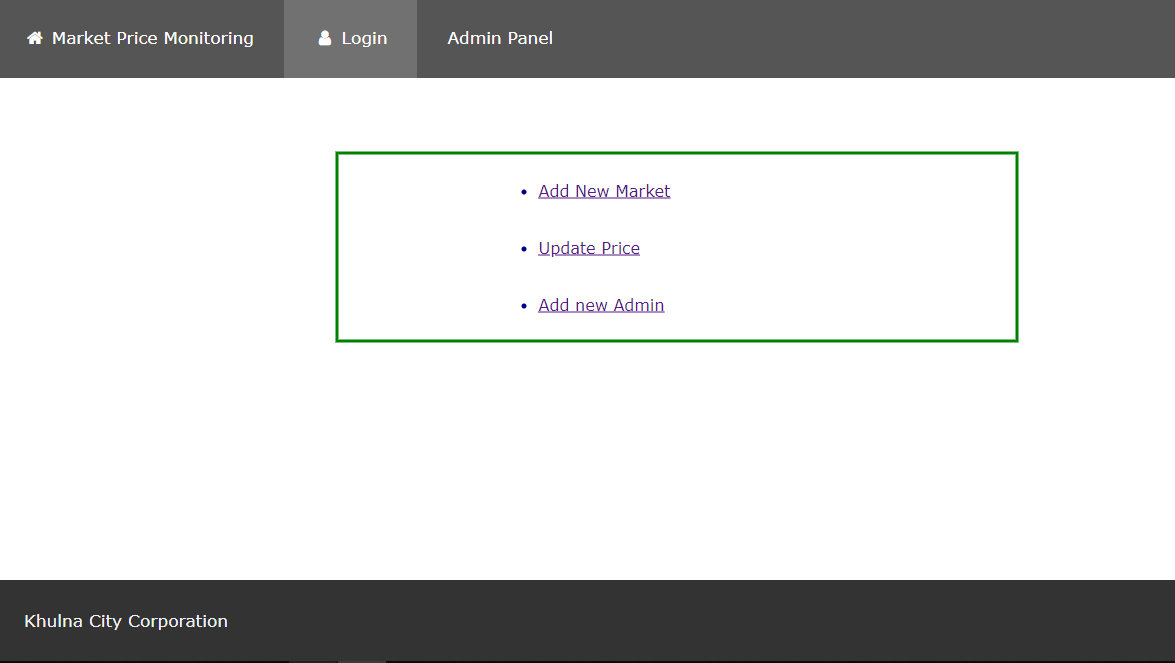 Market Price Monitoring Login Admin Panel
Add New Market
Update Price
Add new Admin
Khulna City Corporation